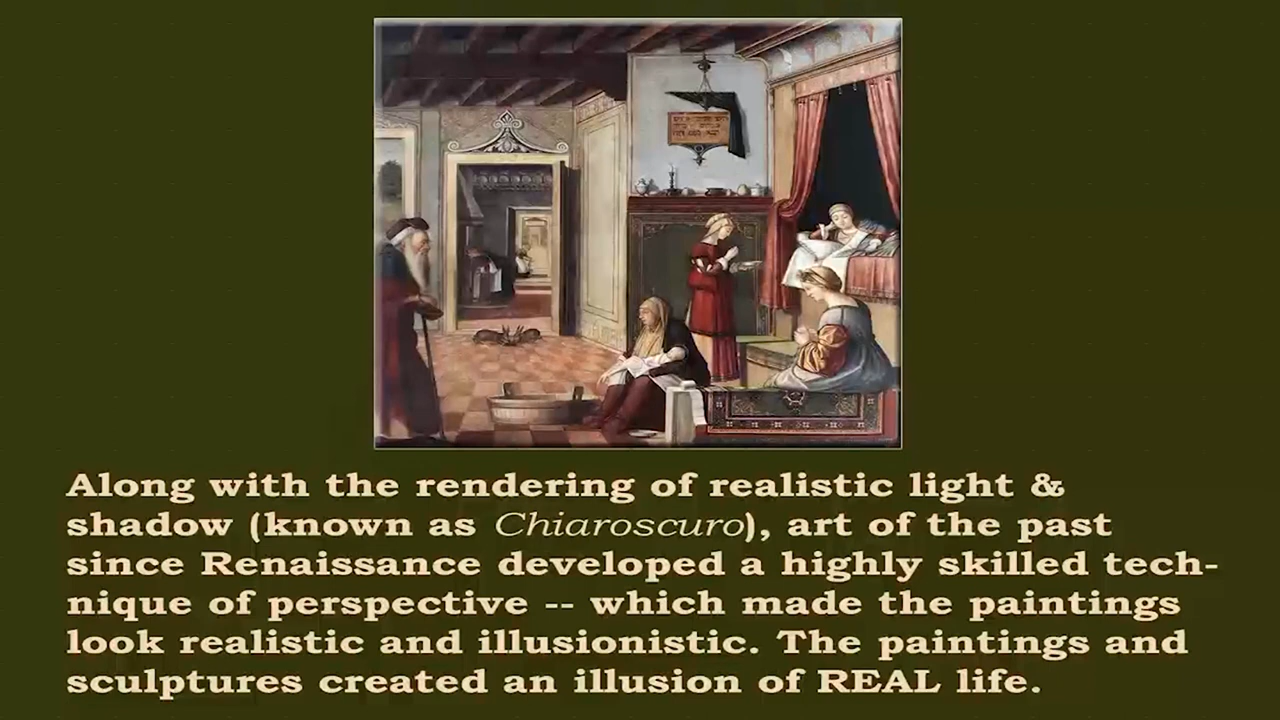 Along with the rendering of realistic light &
shadow (known as Chiaroscuro), art of the past
since Renaissance developed a highly skilled tech-
nique of perspective -- which made the paintings
look realistic and illusionistic. The paintings and
sculptures created an illusion of REAL life.